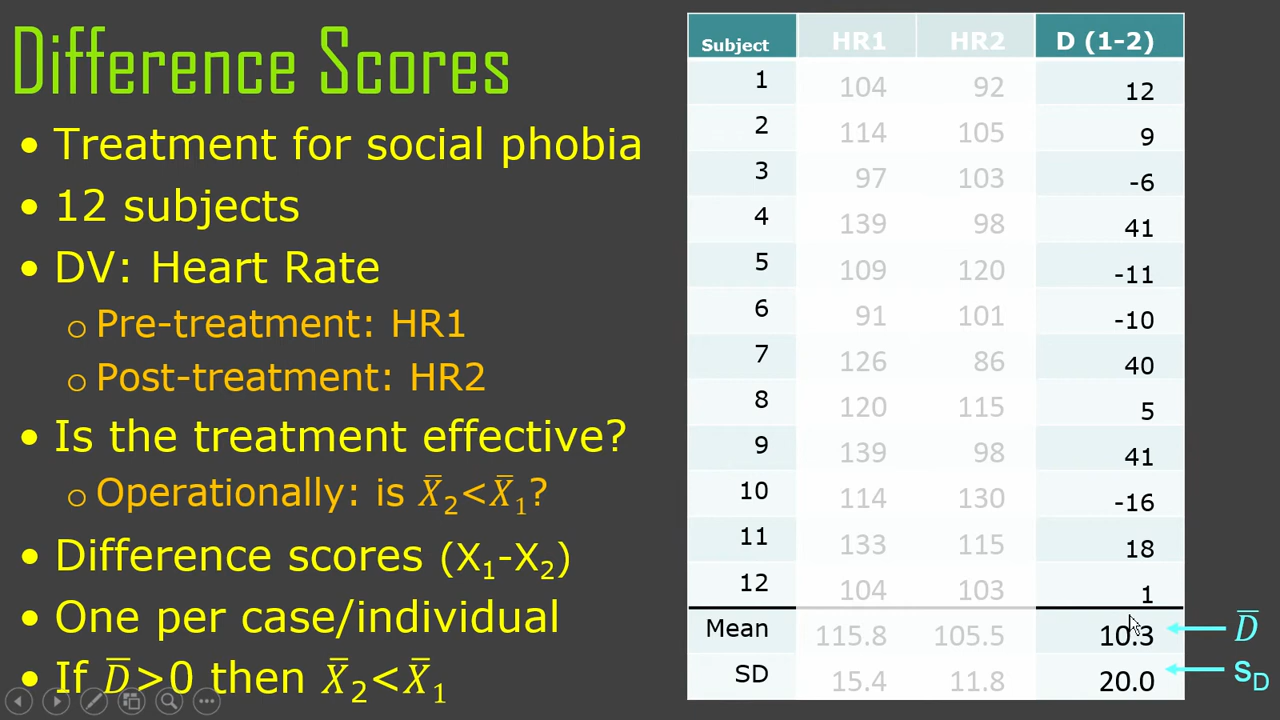 Difference Scores
• Treatment for social phobia
• 12 subjects
• DV: Heart Rate
o Pre-treatment: HR1
o Post-treatment: HR2
• Is the treatment effective?
o Operationally: is X̄₂<X̄₁?
• Difference scores (X₁-X₂)
• One per case/individual
• If D̄>0 then X̄₂<X̄₁
Subject HR1 HR2 D (1-2)
1 104 92 12
2 114 105 9
3 97 103 -6
4 139 98 41
5 109 120 -11
6 91 101 -10
7 126 86 40
8 120 115 5
9 139 98 41
10 114 130 -16
11 133 115 18
12 104 103 1
Mean 115.8 105.5 10.3 D̄
SD 15.4 11.8 20.0 s_D